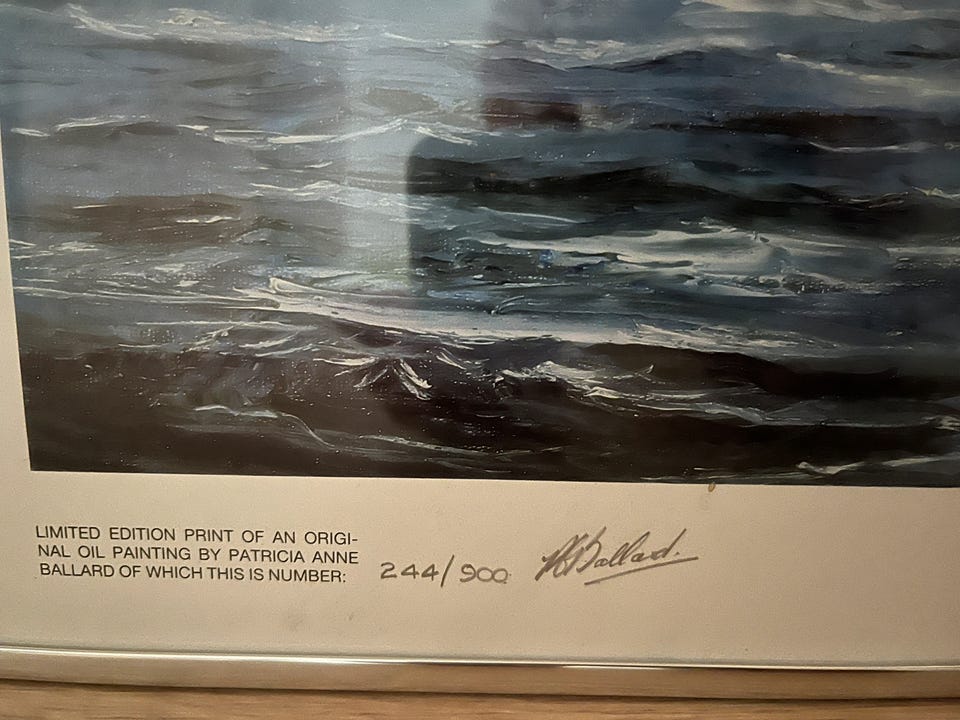 LIMITED EDITION PRINT OF AN ORIGI-
NAL OIL PAINTING BY PATRICIA ANNE
BALLARD OF WHICH THIS IS NUMBER: 244/900 PABallard.